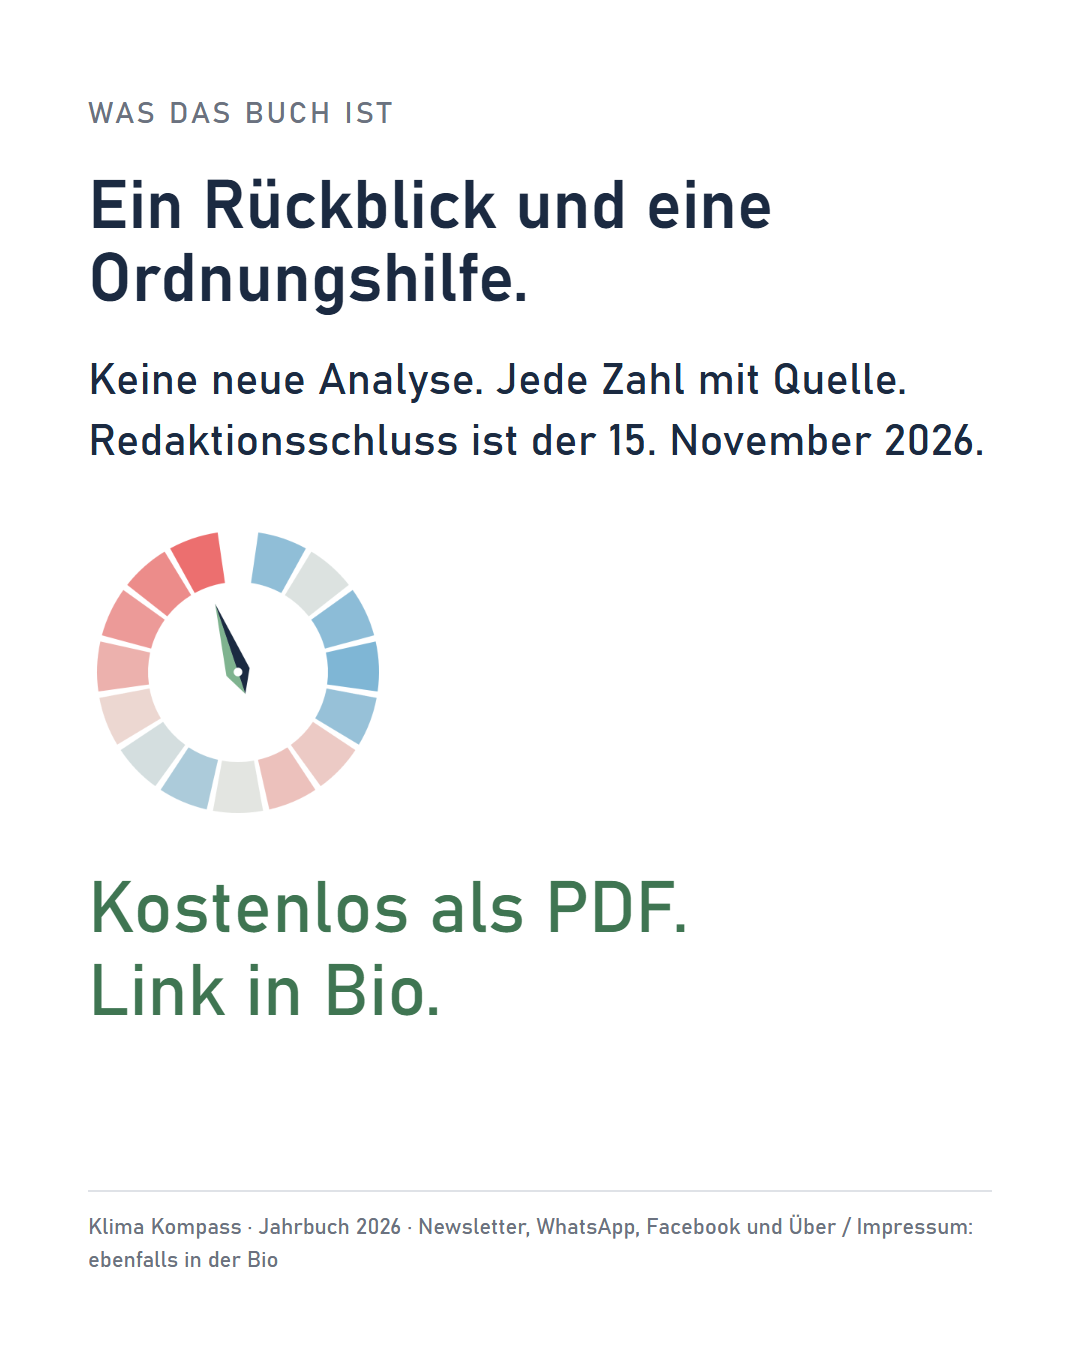 WAS DAS BUCH IST
Ein Rückblick und eine
Ordnungshilfe.
Keine neue Analyse. Jede Zahl mit Quelle.
Redaktionsschluss ist der 15. November 2026.
Kostenlos als PDF.
Link in Bio.
Klima Kompass · Jahrbuch 2026 · Newsletter, WhatsApp, Facebook und Über / Impressum:
ebenfalls in der Bio